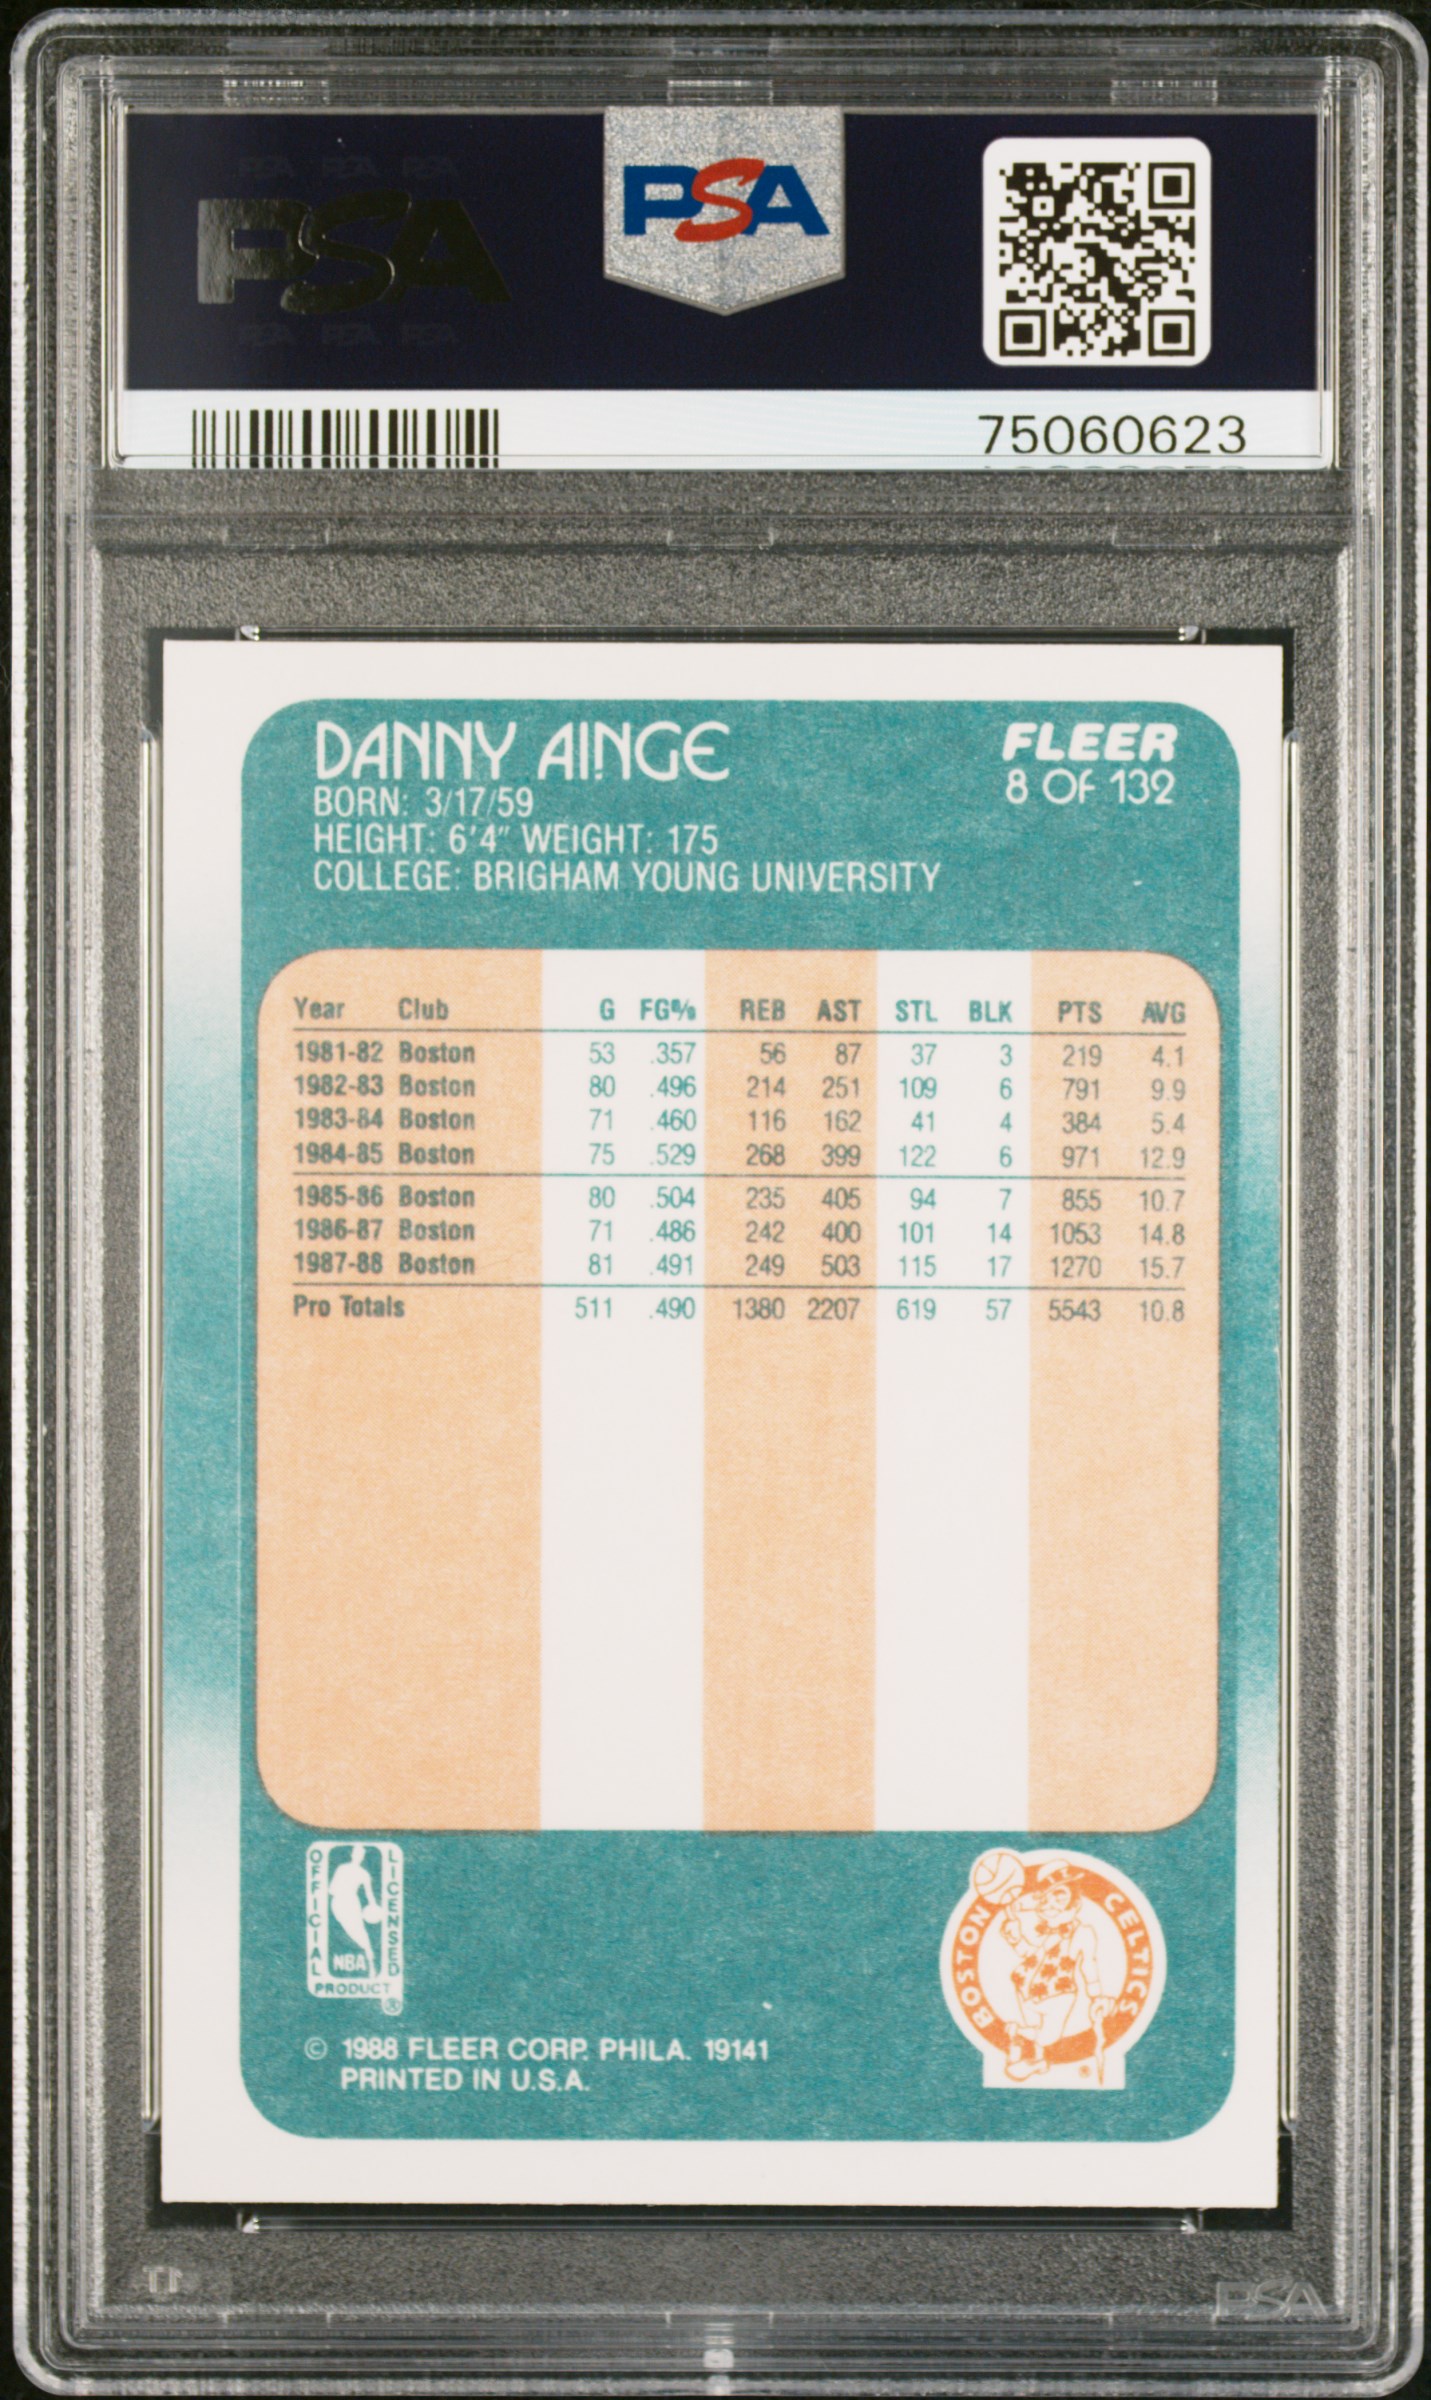 PSA PSA PSA
PSA
PSA PSA PSA
PSA
75060623
DANNY AINGE
BORN: 3/17/59
HEIGHT: 6'4" WEIGHT: 175
COLLEGE: BRIGHAM YOUNG UNIVERSITY
FLEER
8 OF 132
Year Club G FG% REB AST STL BLK PTS AVG
1981-82 Boston 53 .357 56 87 37 3 219 4.1
1982-83 Boston 80 .496 214 251 109 6 791 9.9
1983-84 Boston 71 .460 116 162 41 4 384 5.4
1984-85 Boston 75 .529 268 399 122 6 971 12.9
1985-86 Boston 80 .504 235 405 94 7 855 10.7
1986-87 Boston 71 .486 242 400 101 14 1053 14.8
1987-88 Boston 81 .491 249 503 115 17 1270 15.7
Pro Totals 511 .490 1380 2207 619 57 5543 10.8
OFFICIAL
LICENSED
NBA
PRODUCT
®
BOSTON CELTICS
®
© 1988 FLEER CORP. PHILA. 19141
PRINTED IN U.S.A.
PSA